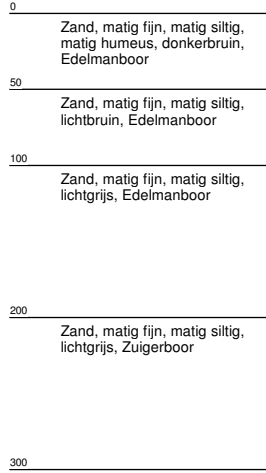 0
Zand, matig fijn, matig siltig,
matig humeus, donkerbruin,
Edelmanboor
50
Zand, matig fijn, matig siltig,
lichtbruin, Edelmanboor
100
Zand, matig fijn, matig siltig,
lichtgrijs, Edelmanboor
200
Zand, matig fijn, matig siltig,
lichtgrijs, Zuigerboor
300